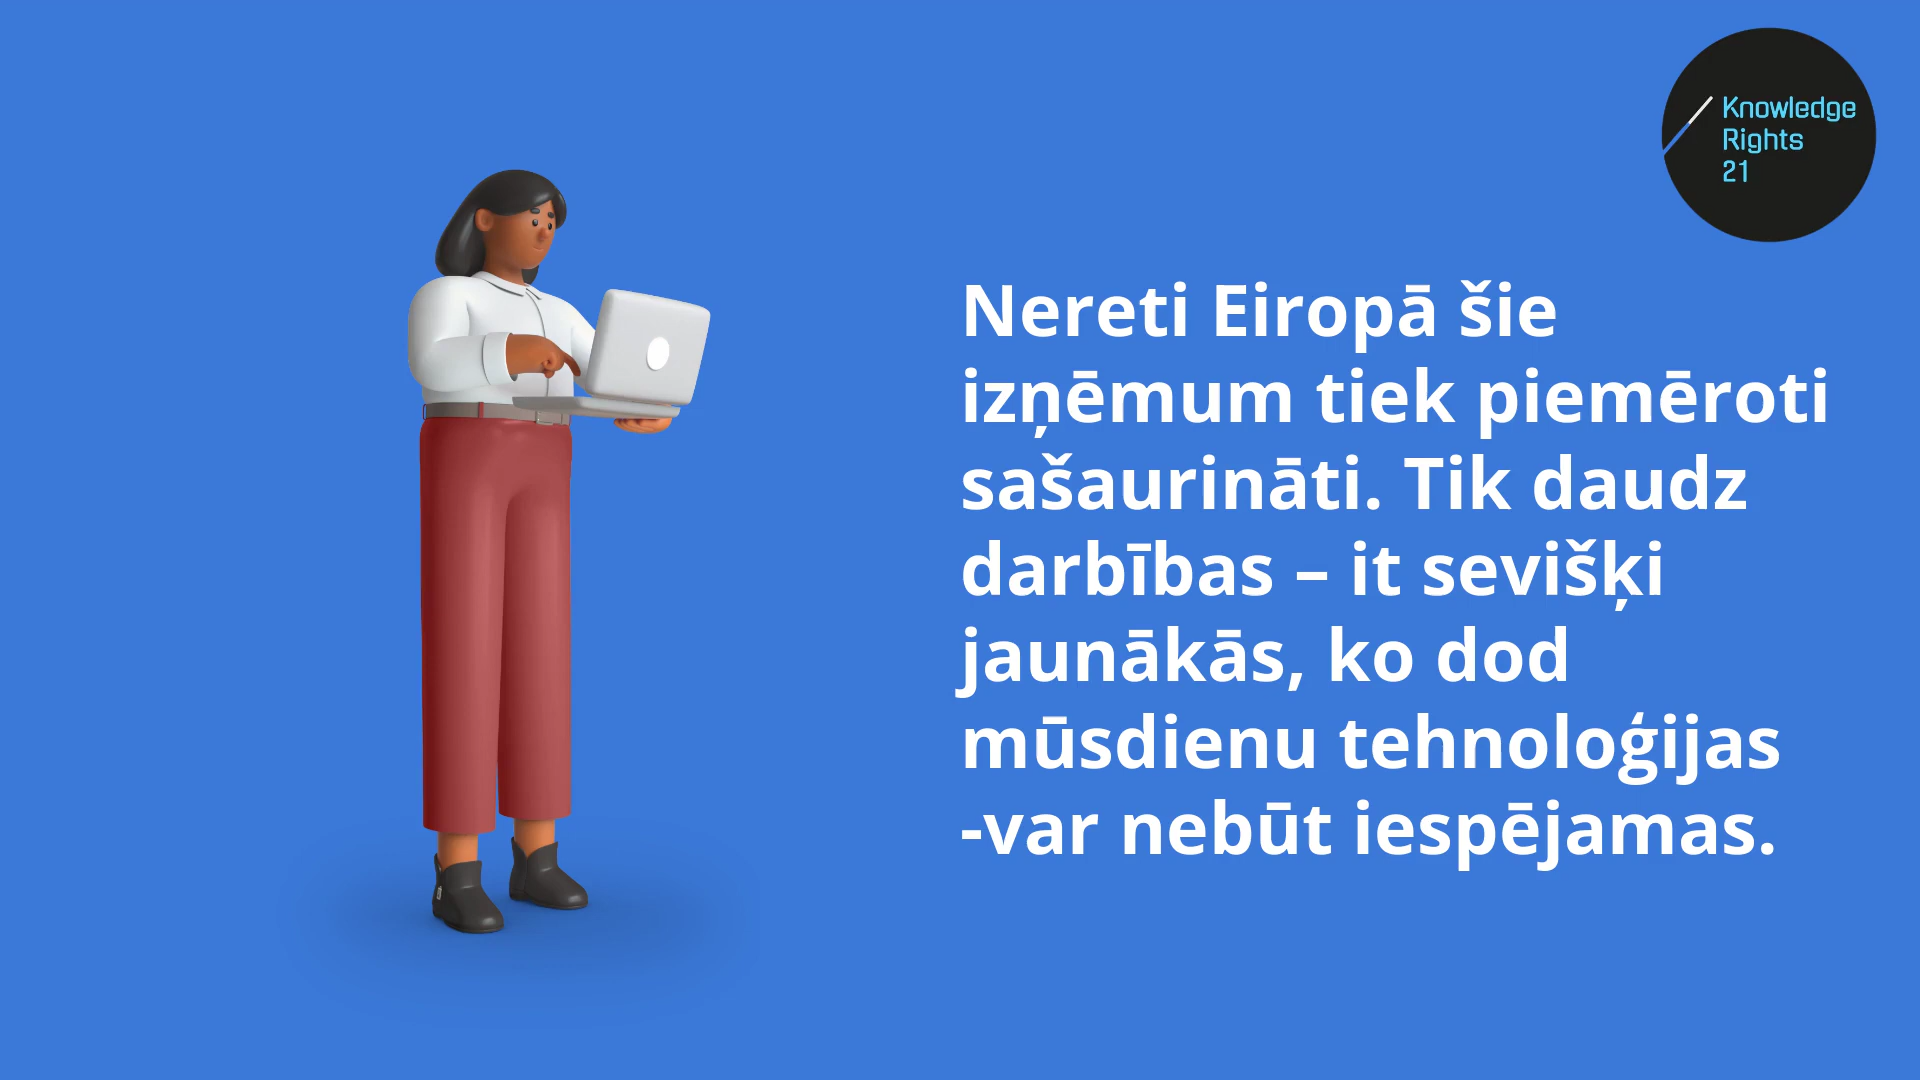 Knowledge
Rights
21
Nereti Eiropā šie
izņēmum tiek piemēroti
sašaurināti. Tik daudz
darbības – it sevišķi
jaunākās, ko dod
mūsdienu tehnoloģijas
-var nebūt iespējamas.